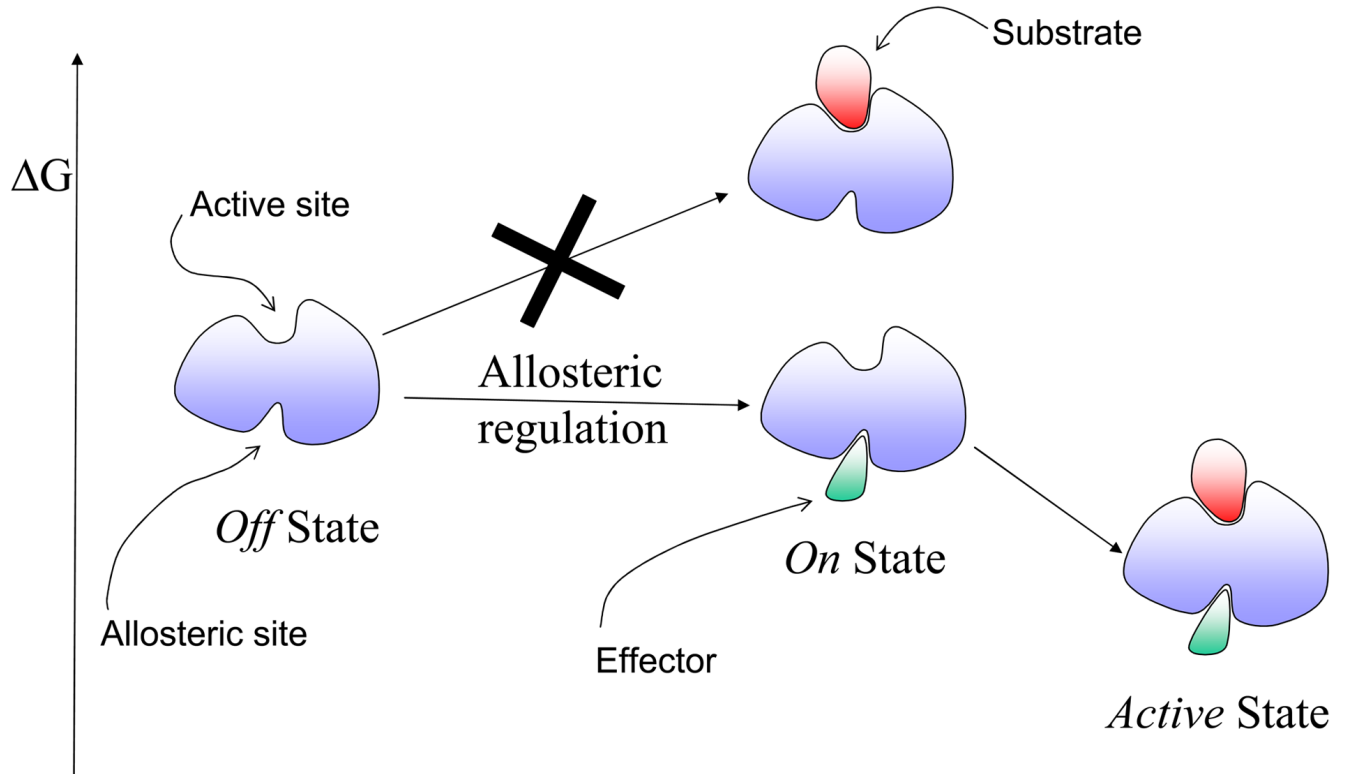 Substrate
ΔG
Active site
Allosteric
regulation
Off State
On State
Allosteric site
Effector
Active State